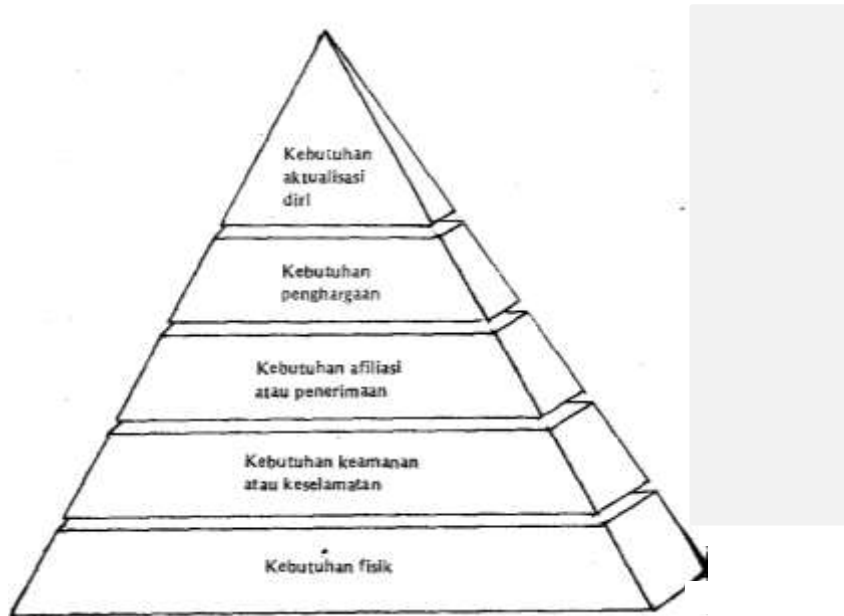 Kebutuhan
aktualisasi
diri
Kebutuhan
penghargaan
Kebutuhan afiliasi
atau penerimaan
Kebutuhan keamanan
atau keselamatan
Kebutuhan fisik